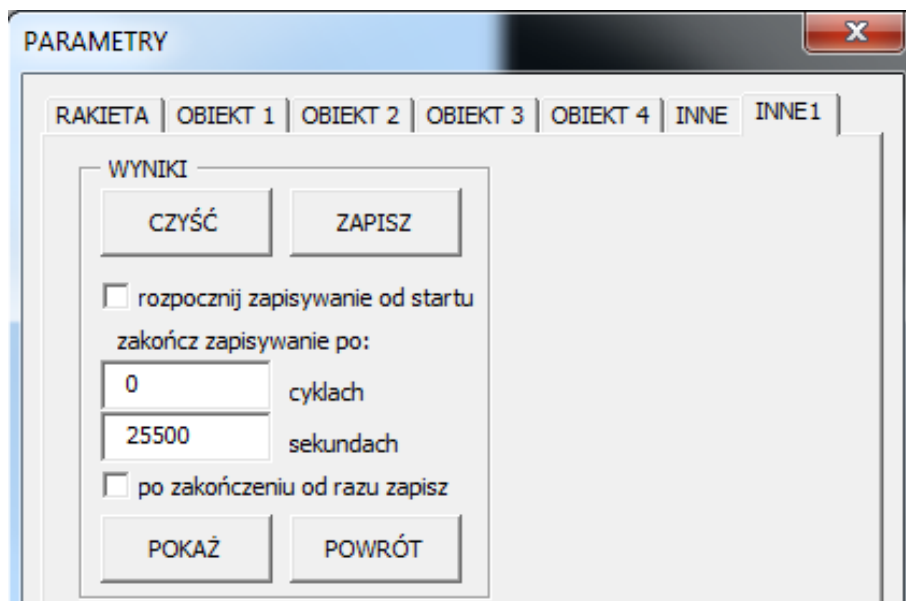 PARAMETRY
RAKIETA OBIEKT 1 OBIEKT 2 OBIEKT 3 OBIEKT 4 INNE INNE1
WYNIKI
CZYŚĆ ZAPISZ
rozpocznij zapisywanie od startu
zakończ zapisywanie po:
0 cyklach
25500 sekundach
po zakończeniu od razu zapisz
POKAŻ POWRÓT